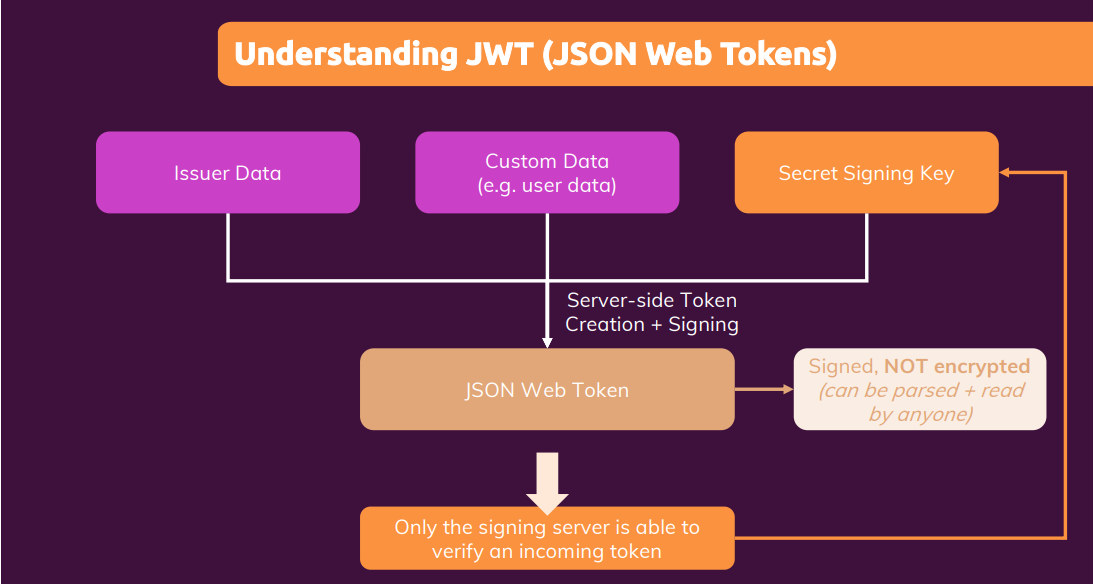 Understanding JWT (JSON Web Tokens)
Issuer Data
Custom Data
(e.g. user data)
Secret Signing Key
Server-side Token
Creation + Signing
JSON Web Token
Signed, NOT encrypted
(can be parsed + read
by anyone)
Only the signing server is able to
verify an incoming token